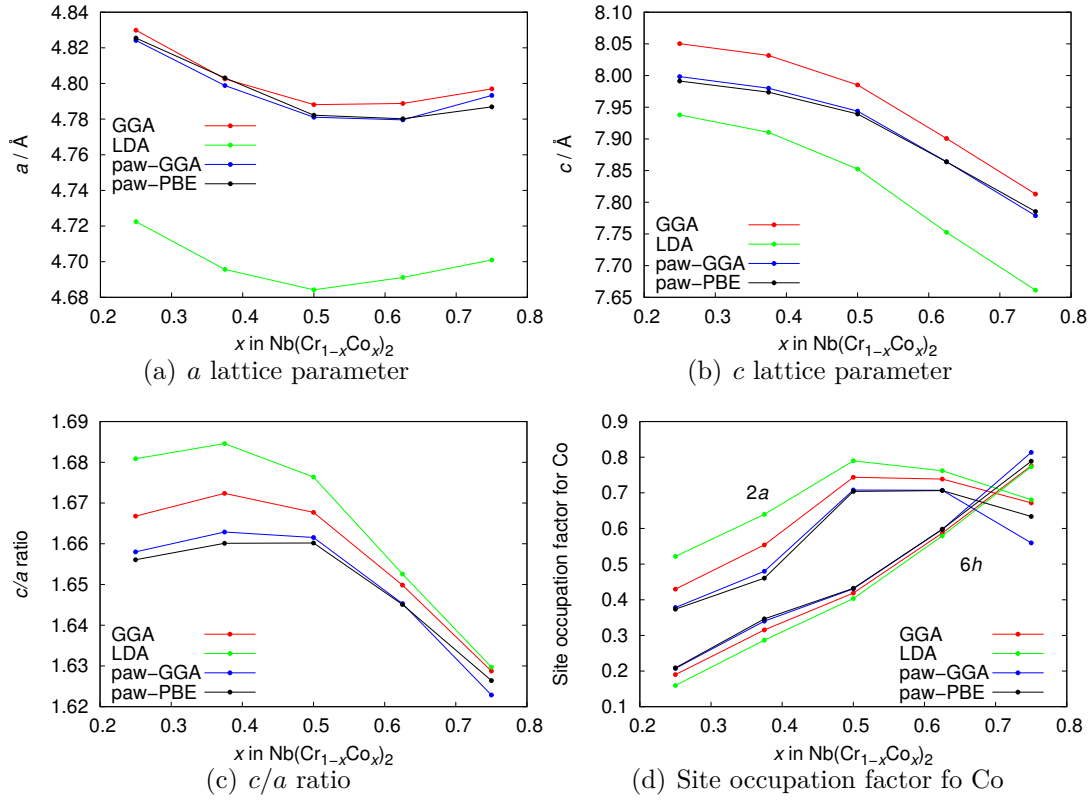 4.84
4.82
4.80
4.78
4.76
4.74
4.72
4.70
4.68
a / Å
GGA
LDA
paw-GGA
paw-PBE
0.2 0.3 0.4 0.5 0.6 0.7 0.8
x in Nb(Cr1−xCox)2
(a) a lattice parameter
8.05
8.00
7.95
7.90
7.85
7.80
7.75
7.70
7.65
c / Å
GGA
LDA
paw-GGA
paw-PBE
0.2 0.3 0.4 0.5 0.6 0.7 0.8
x in Nb(Cr1−xCox)2
(b) c lattice parameter
1.69
1.68
1.67
1.66
1.65
1.64
1.63
1.62
c/a ratio
GGA
LDA
paw-GGA
paw-PBE
0.2 0.3 0.4 0.5 0.6 0.7 0.8
x in Nb(Cr1−xCox)2
(c) c/a ratio
0.9
0.8
0.7
0.6
0.5
0.4
0.3
0.2
0.1
Site occupation factor for Co
2a
6h
GGA
LDA
paw-GGA
paw-PBE
0.2 0.3 0.4 0.5 0.6 0.7 0.8
x in Nb(Cr1−xCox)2
(d) Site occupation factor fo Co